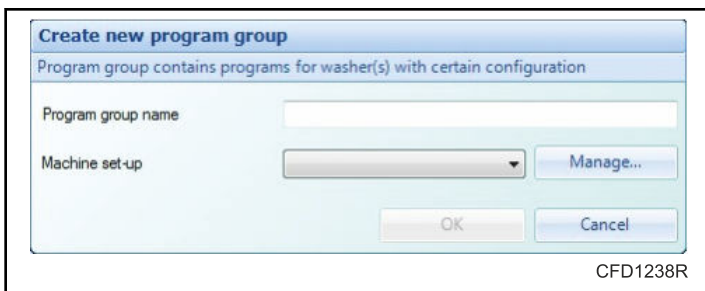 Create new program group
Program group contains programs for washer(s) with certain configuration
Program group name
Machine set-up
Manage...
OK
Cancel
CFD1238R